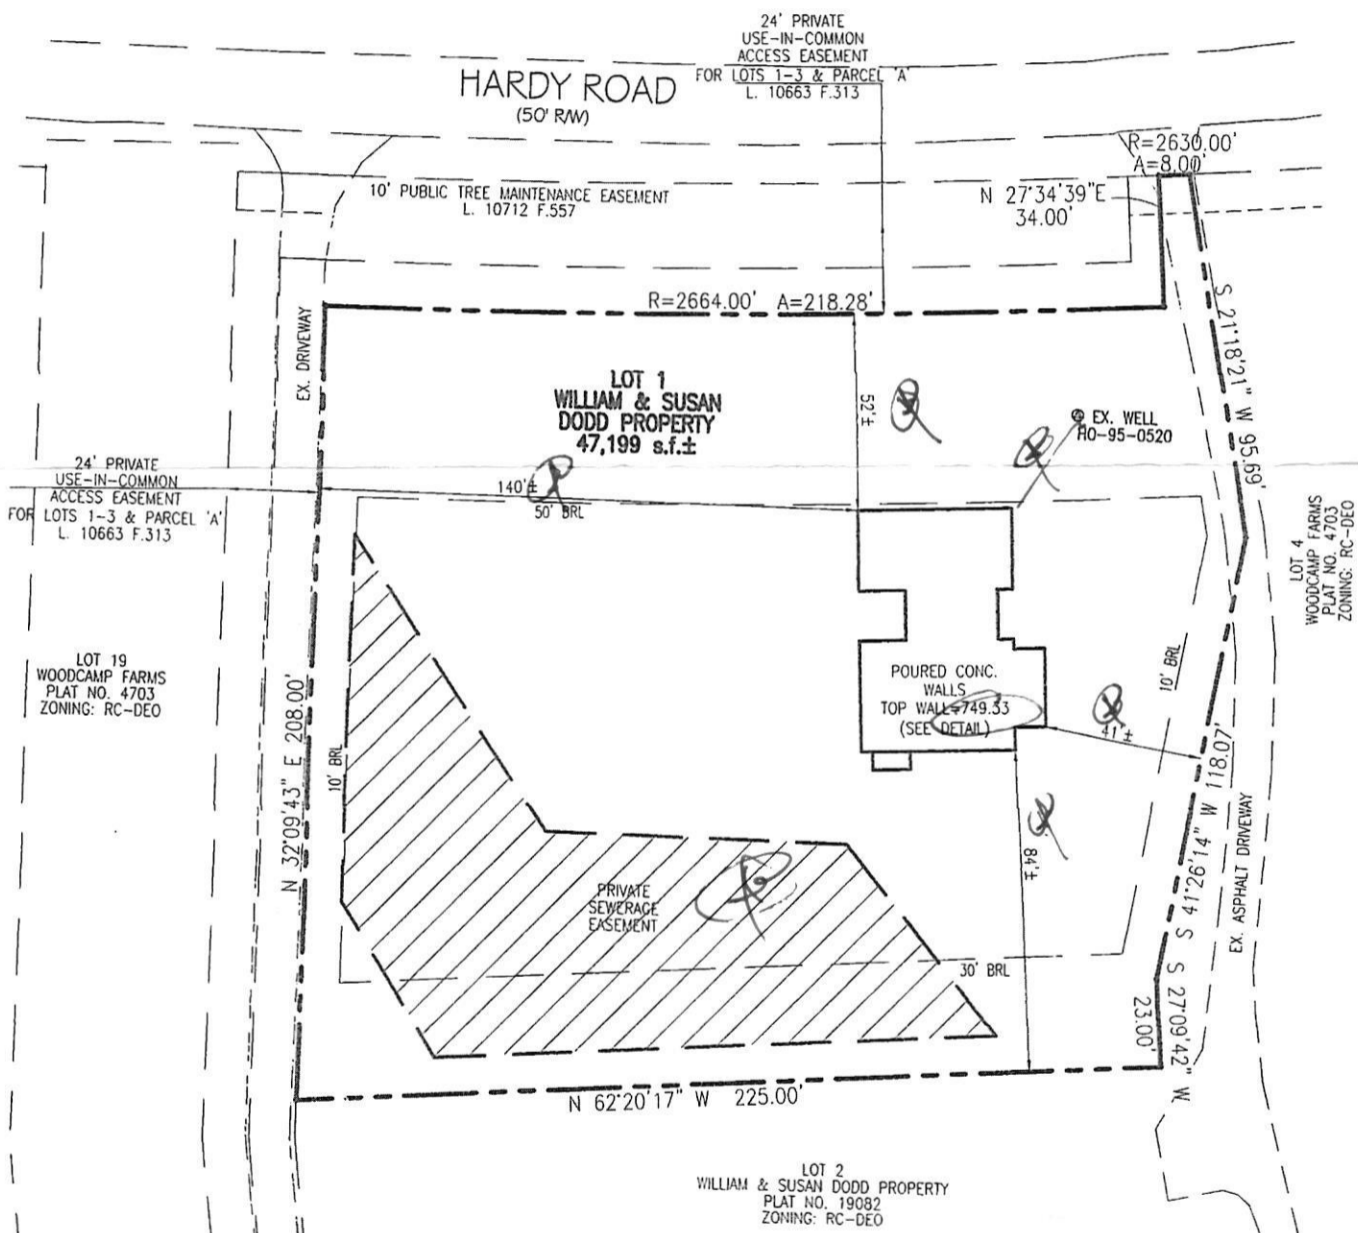 24' PRIVATE
USE-IN-COMMON
ACCESS EASEMENT
FOR LOTS 1-3 & PARCEL 'A'
L. 10663 F.313
HARDY ROAD
(50' R/W)
R=2630.00'
A=8.00'
10' PUBLIC TREE MAINTENANCE EASEMENT
L. 10712 F.557
N 27°34'39"E
34.00'
R=2664.00' A=218.28'
S 21°18'21" W 95.69'
EX. DRIVEWAY
LOT 1
WILLIAM & SUSAN
DODD PROPERTY
47,199 s.f.±
52'±
EX. WELL
HO-95-0520
24' PRIVATE
USE-IN-COMMON
ACCESS EASEMENT
FOR LOTS 1-3 & PARCEL 'A'
L. 10663 F.313
140'±
50' BRL
LOT 4
WOODCAMP FARMS
PLAT NO. 4703
ZONING: RC-DEO
LOT 19
WOODCAMP FARMS
PLAT NO. 4703
ZONING: RC-DEO
N 32°09'43" E 208.00'
10' BRL
POURED CONC.
WALLS
TOP WALL=749.33
(SEE DETAIL)
10' BRL
41'±
S 41°26'14" W 118.07'
EX. ASPHALT DRIVEWAY
84'±
PRIVATE
SEWERAGE
EASEMENT
30' BRL
S 27°09'42" W
23.00'
N 62°20'17" W 225.00'
LOT 2
WILLIAM & SUSAN DODD PROPERTY
PLAT NO. 19082
ZONING: RC-DEO